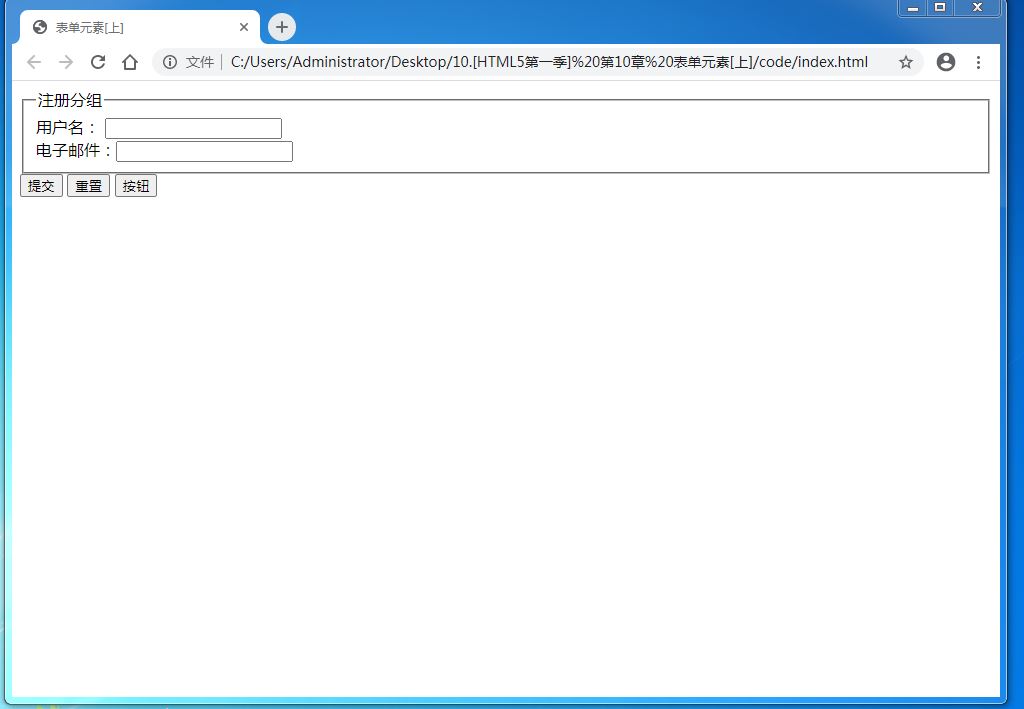 表单元素[上]
文件 C:/Users/Administrator/Desktop/10.[HTML5第一季]%20第10章%20表单元素[上]/code/index.html
注册分组
用户名：
电子邮件：
提交 重置 按钮